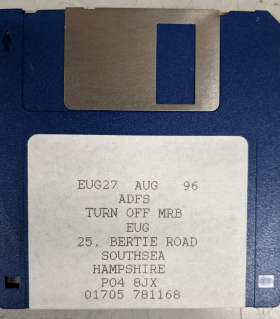 EUG27 AUG 96
ADFS
TURN OFF MRB
EUG
25, BERTIE ROAD
SOUTHSEA
HAMPSHIRE
PO4 8JX
01705 781168